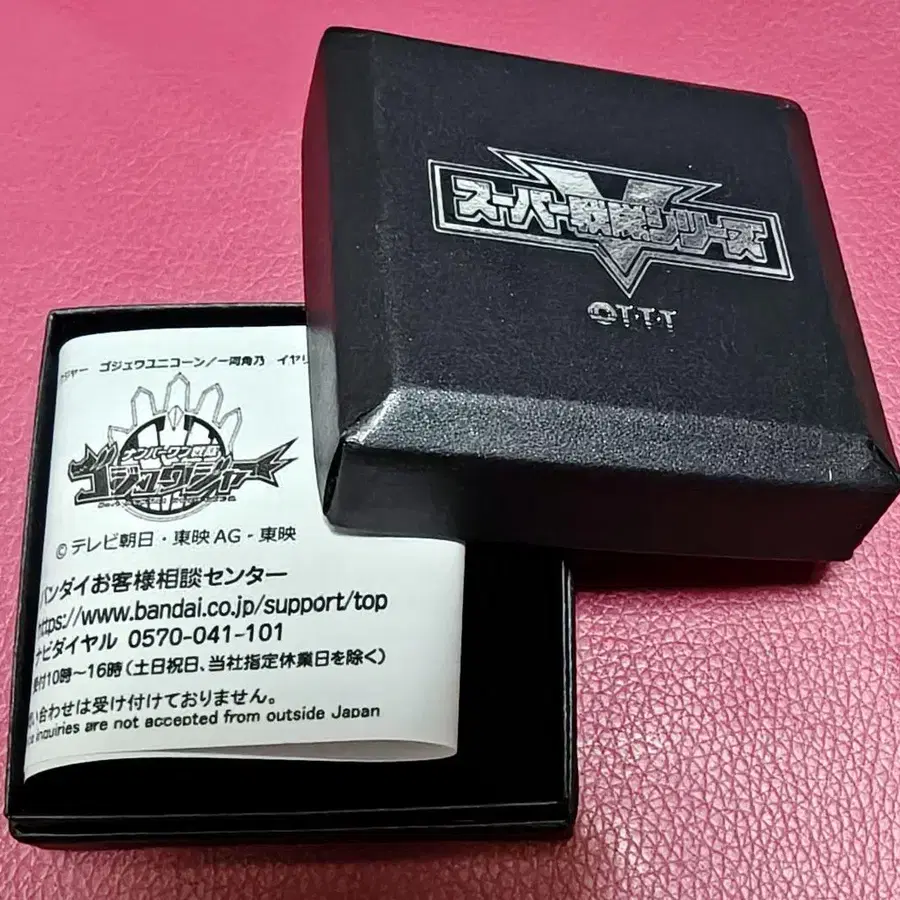 スーパー戦隊シリーズ
T・T・T
ジャー ゴジュウユニコーン/一河角乃 イヤリ
ナンバーワン戦隊
ゴジュウジャー
© テレビ朝日・東映AG・東映
バンダイお客様相談センター
https://www.bandai.co.jp/support/top
ナビダイヤル 0570-041-101
受付10時～16時(土日祝日、当社指定休業日を除く)
い合わせは受け付けておりません。
inquiries are not accepted from outside Japan